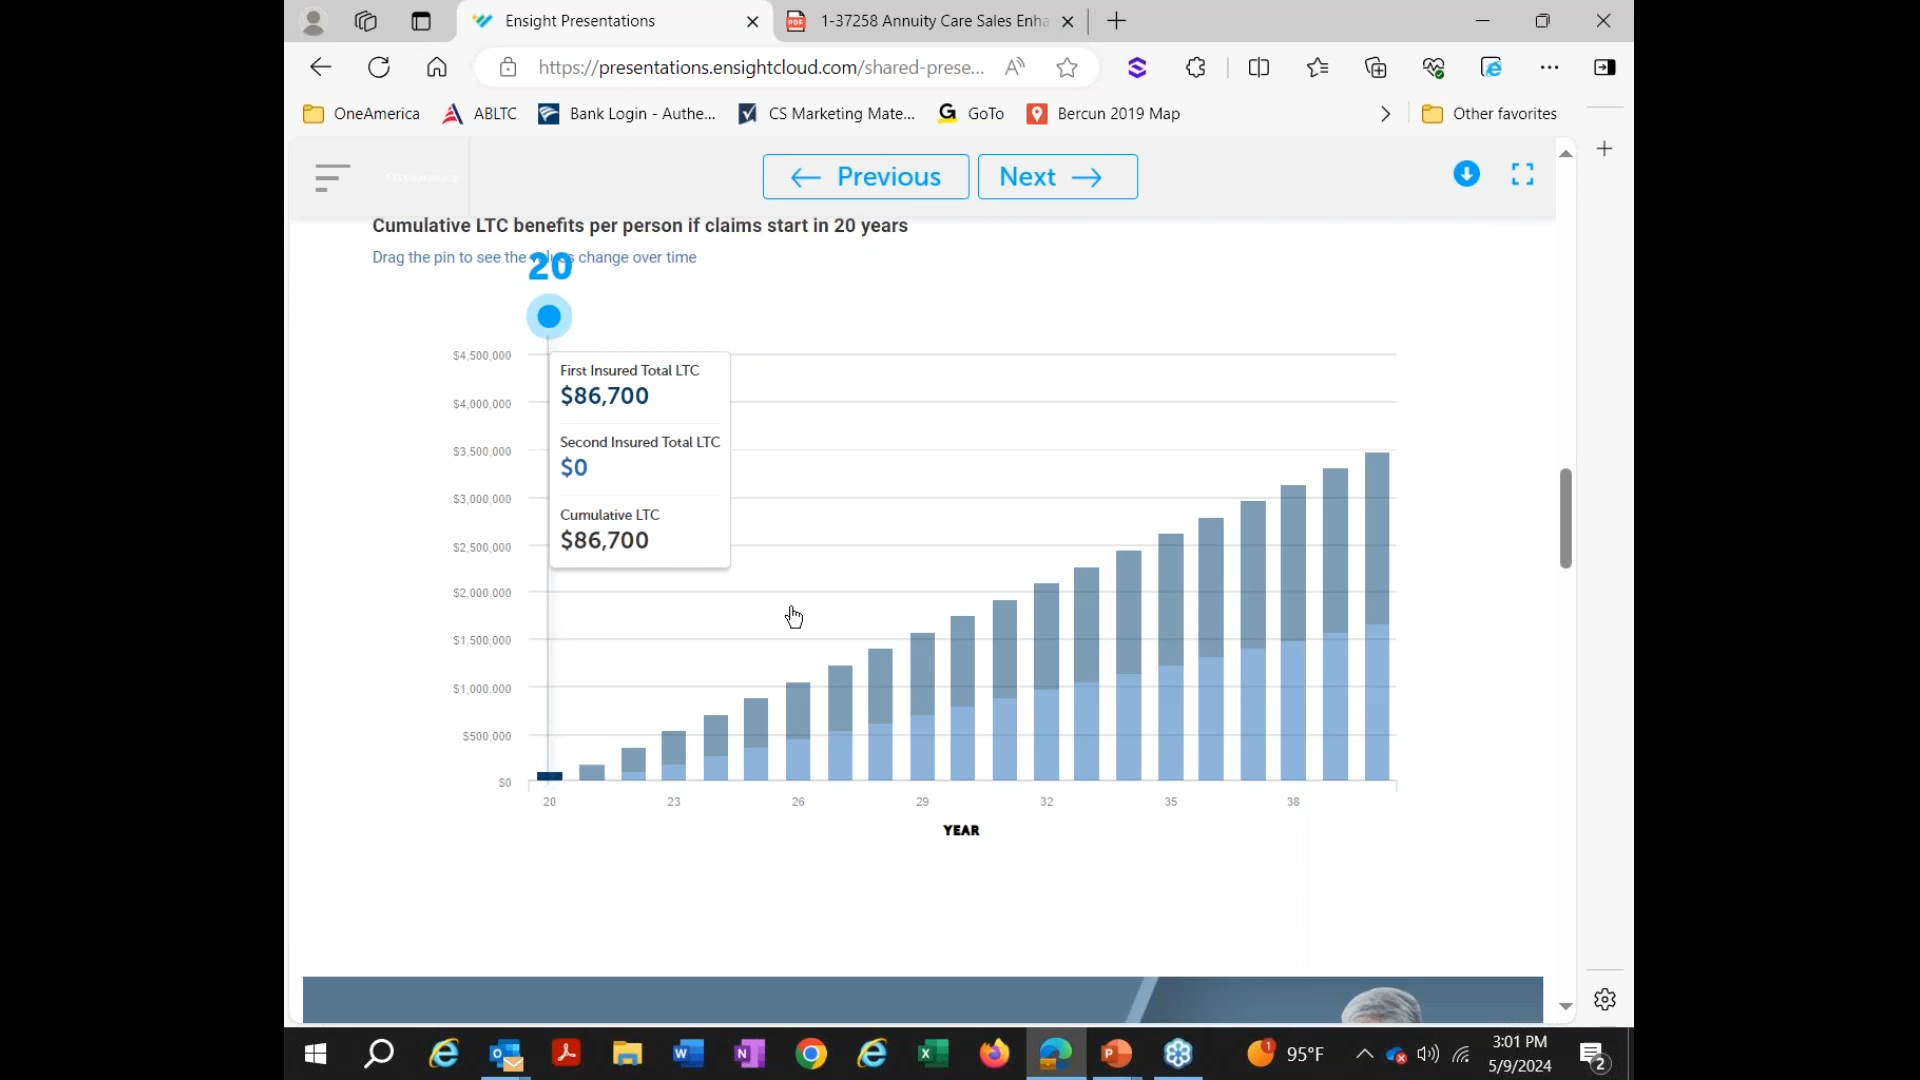 Ensight Presentations
1-37258 Annuity Care Sales Enha
https://presentations.ensightcloud.com/shared-prese...
OneAmerica
ABLTC
Bank Login - Authe...
CS Marketing Mate...
GoTo
Bercun 2019 Map
Other favorites
Previous
Next
Cumulative LTC benefits per person if claims start in 20 years
Drag the pin to see the values change over time
20
$4,500,000
$4,000,000
$3,500,000
$3,000,000
$2,500,000
$2,000,000
$1,500,000
$1,000,000
$500,000
$0
First Insured Total LTC
$86,700
Second Insured Total LTC
$0
Cumulative LTC
$86,700
20 23 26 29 32 35 38
YEAR
95°F
3:01 PM
5/9/2024
2